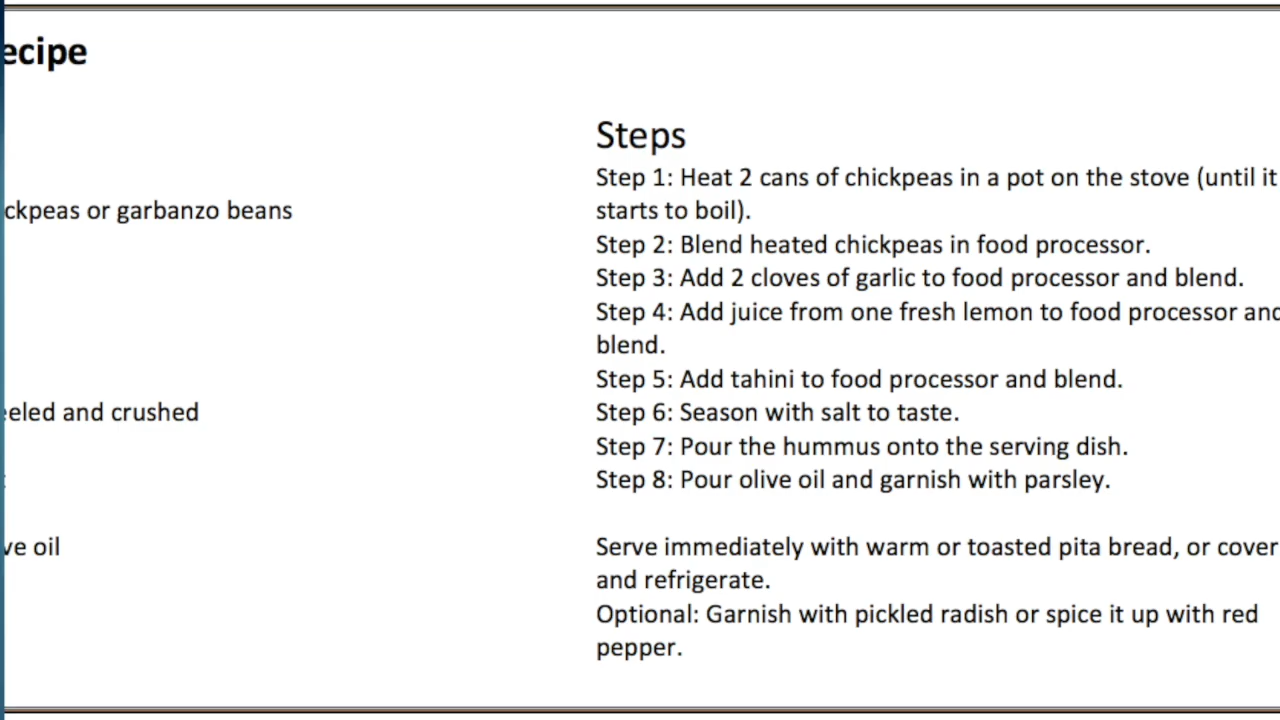 ecipe
ckpeas or garbanzo beans
eeled and crushed
ve oil
Steps
Step 1: Heat 2 cans of chickpeas in a pot on the stove (until it
starts to boil).
Step 2: Blend heated chickpeas in food processor.
Step 3: Add 2 cloves of garlic to food processor and blend.
Step 4: Add juice from one fresh lemon to food processor and
blend.
Step 5: Add tahini to food processor and blend.
Step 6: Season with salt to taste.
Step 7: Pour the hummus onto the serving dish.
Step 8: Pour olive oil and garnish with parsley.
Serve immediately with warm or toasted pita bread, or cover
and refrigerate.
Optional: Garnish with pickled radish or spice it up with red
pepper.